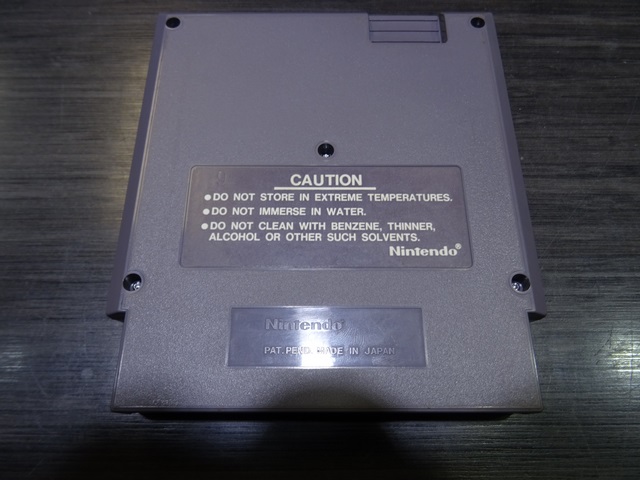 CAUTION
●DO NOT STORE IN EXTREME TEMPERATURES.
●DO NOT IMMERSE IN WATER.
●DO NOT CLEAN WITH BENZENE, THINNER,
ALCOHOL OR OTHER SUCH SOLVENTS.
Nintendo®
Nintendo
PAT. PEND. MADE IN JAPAN